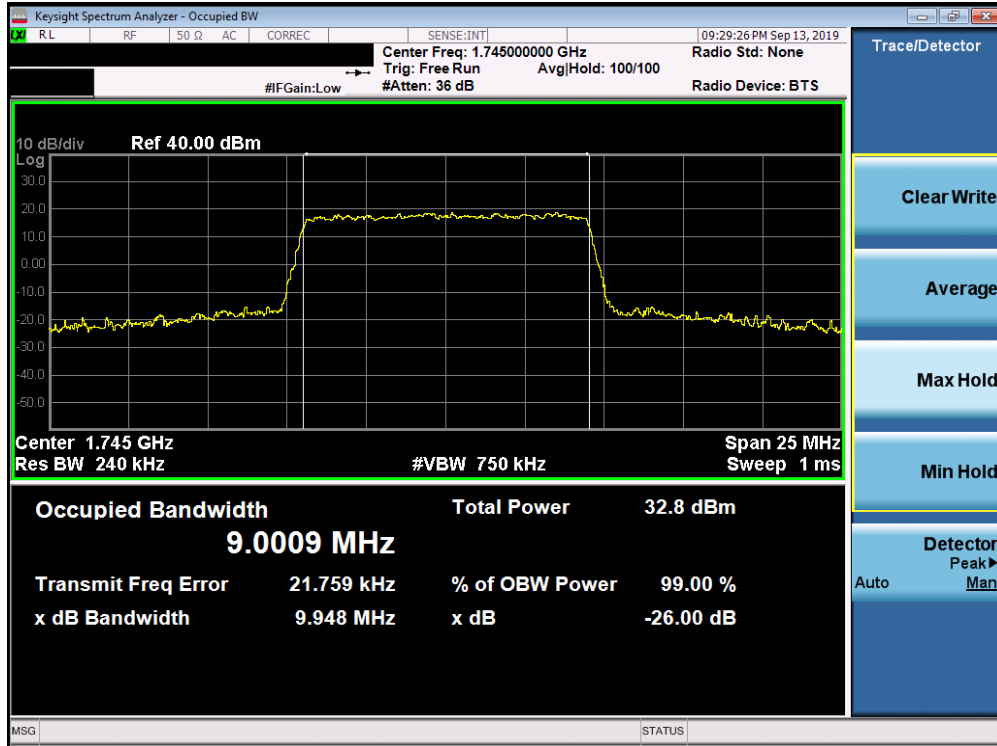 Keysight Spectrum Analyzer - Occupied BW
LXI RL RF 50 Ω AC CORREC SENSE:INT 09:29:26 PM Sep 13, 2019
Center Freq: 1.745000000 GHz Radio Std: None
Trig: Free Run Avg|Hold: 100/100
#IFGain:Low #Atten: 36 dB Radio Device: BTS
10 dB/div Ref 40.00 dBm
Log
30.0
20.0
10.0
0.00
-10.0
-20.0
-30.0
-40.0
-50.0
Center 1.745 GHz Span 25 MHz
Res BW 240 kHz #VBW 750 kHz Sweep 1 ms
Occupied Bandwidth Total Power 32.8 dBm
9.0009 MHz
Transmit Freq Error 21.759 kHz % of OBW Power 99.00 %
x dB Bandwidth 9.948 MHz x dB -26.00 dB
Trace/Detector
Clear Write
Average
Max Hold
Min Hold
Detector
Peak▶
Auto Man
MSG STATUS